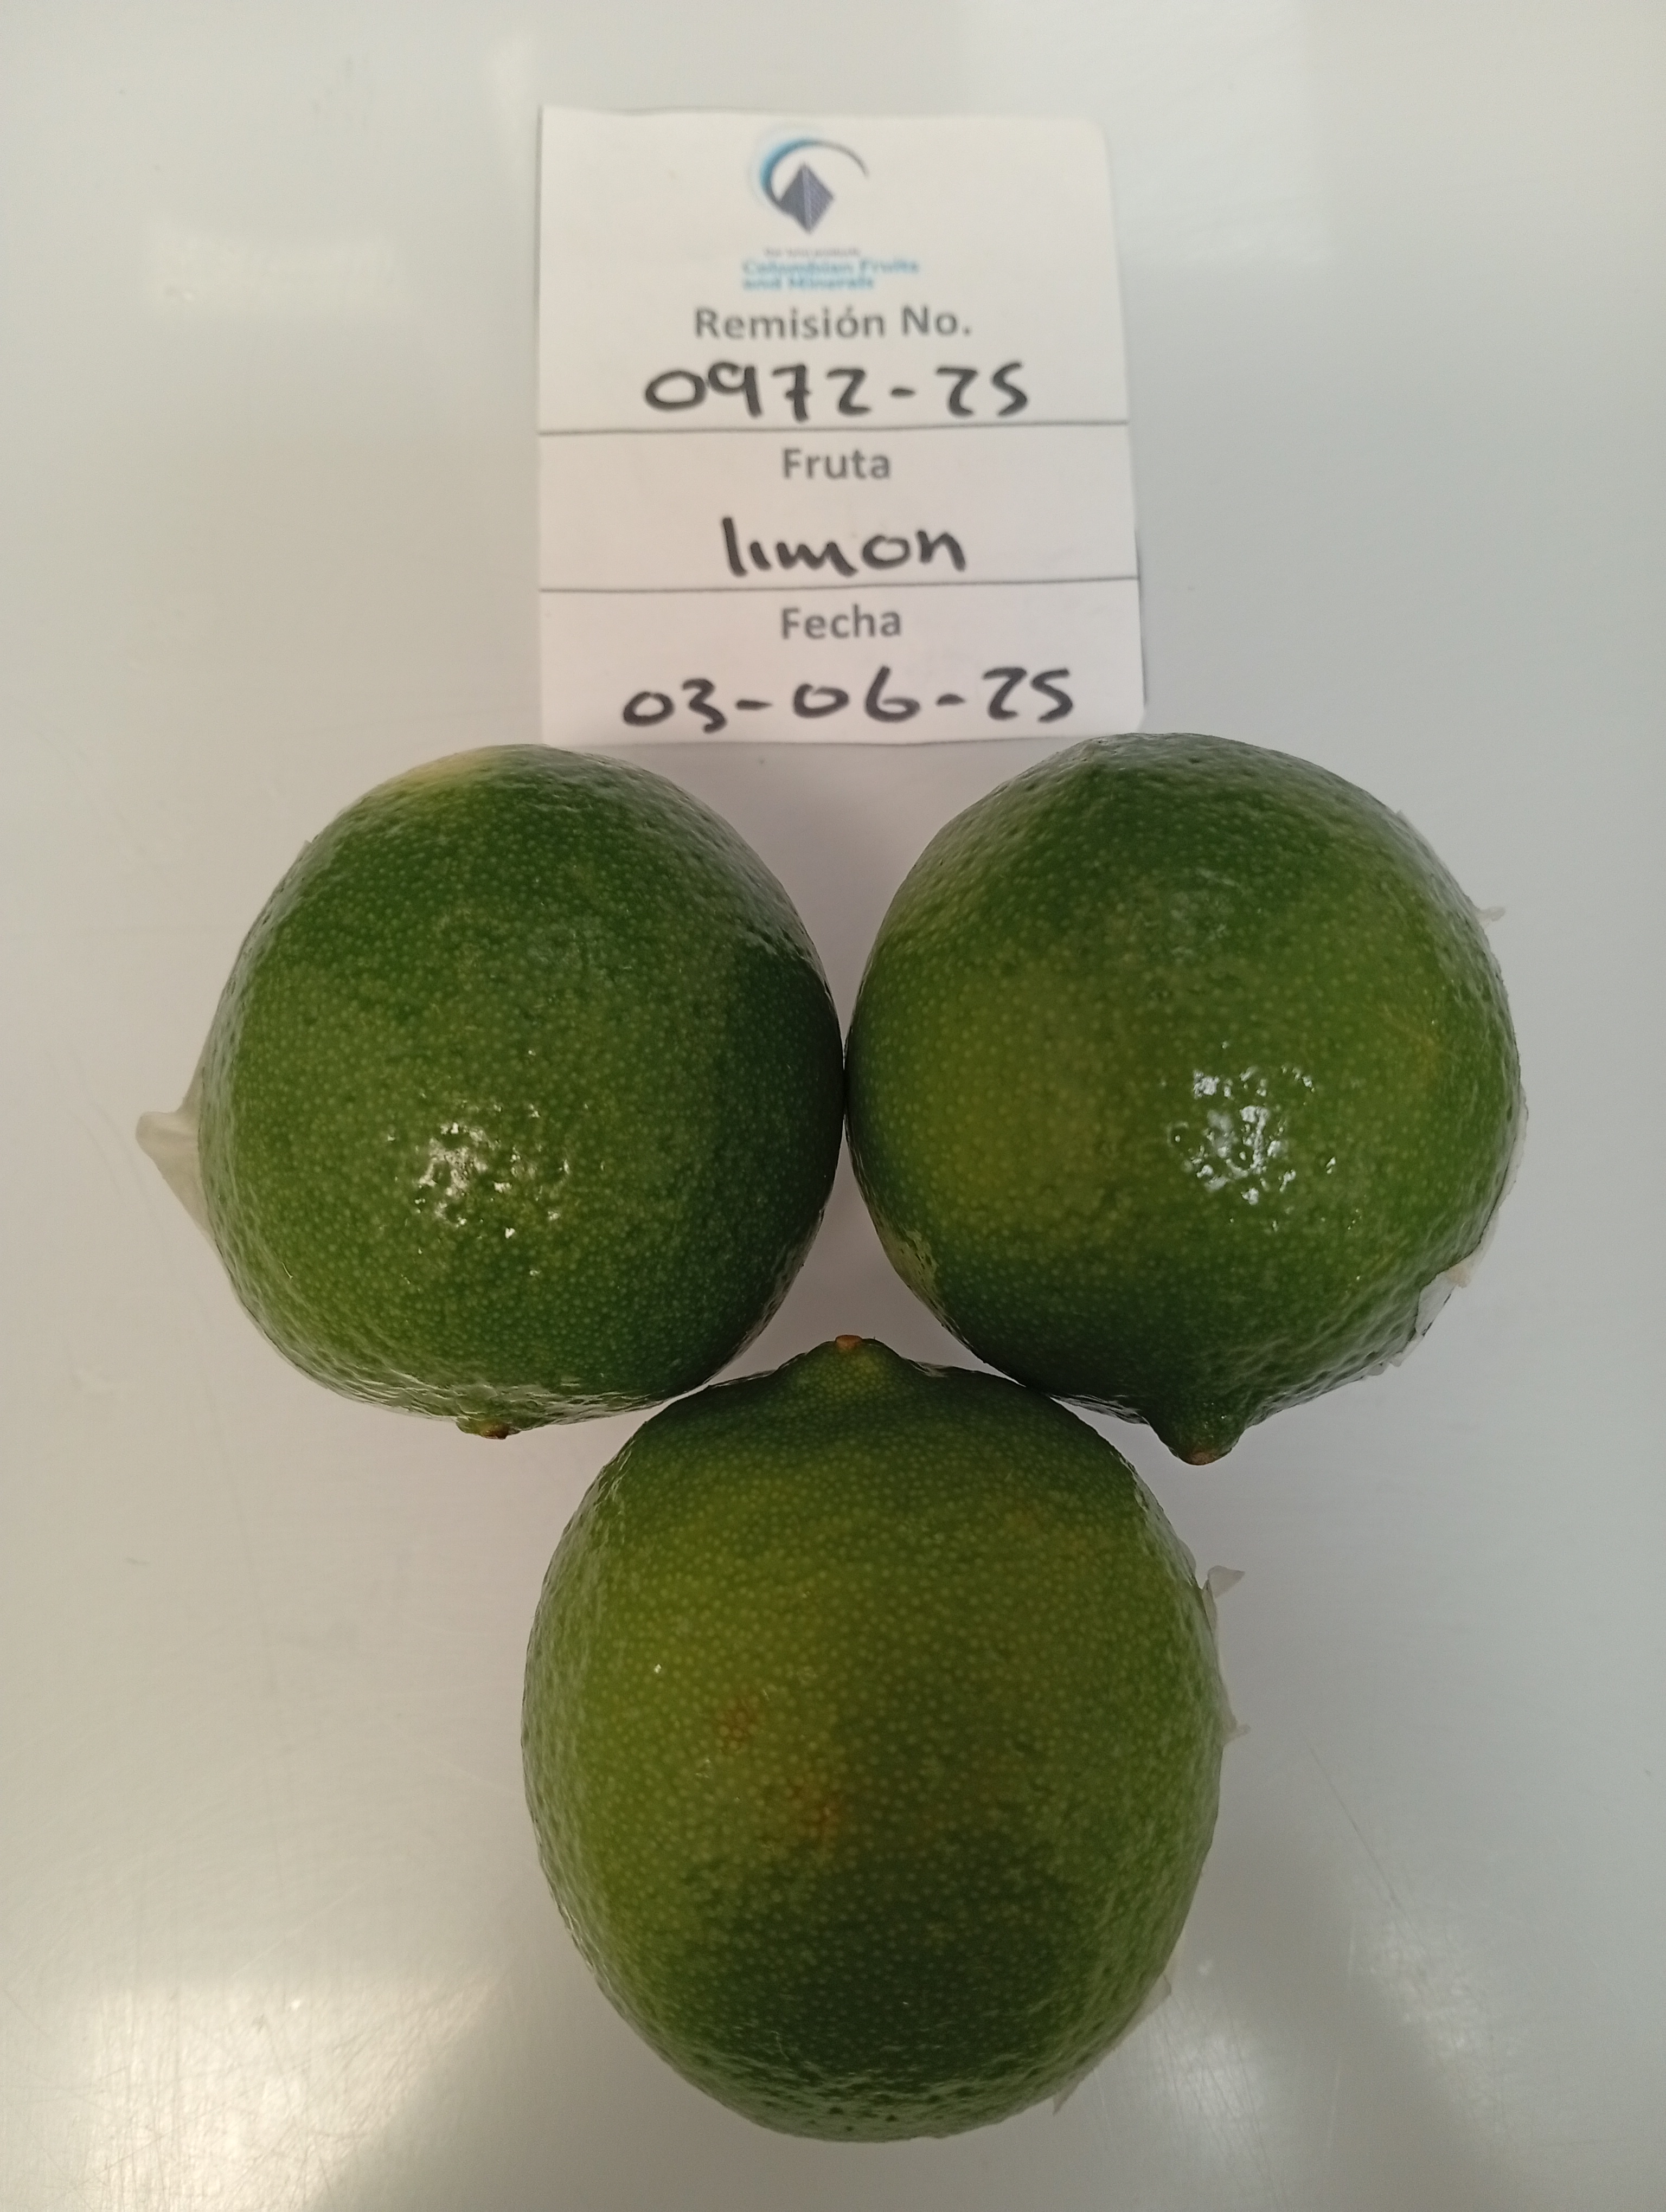 Colombian Fruits
and Minerals
Remisión No.
0972-25
Fruta
limon
Fecha
03-06-25